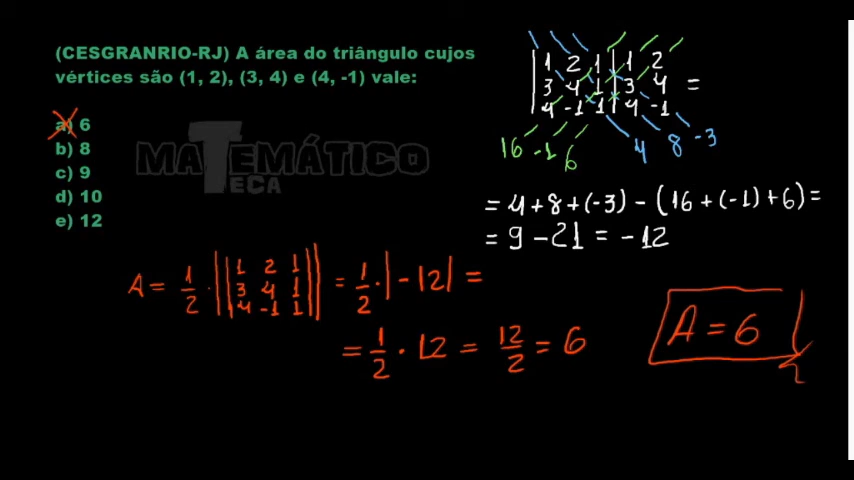 (CESGRANRIO-RJ) A área do triângulo cujos
vértices são (1, 2), (3, 4) e (4, -1) vale:
a) 6
b) 8
c) 9
d) 10
e) 12
MATEMÁTICO
TECA
| 1 2 1 | 1 2
| 3 4 1 | 3 4 =
| 4 -1 1 | 4 -1
16 -1 6 4 8 -3
= 4 + 8 + (-3) - (16 + (-1) + 6) =
= 9 - 21 = -12
A = 1/2 · || 1 2 1 || = 1/2 · |-12| =
|| 3 4 1 ||
|| 4 -1 1 ||
= 1/2 · 12 = 12/2 = 6
A = 6